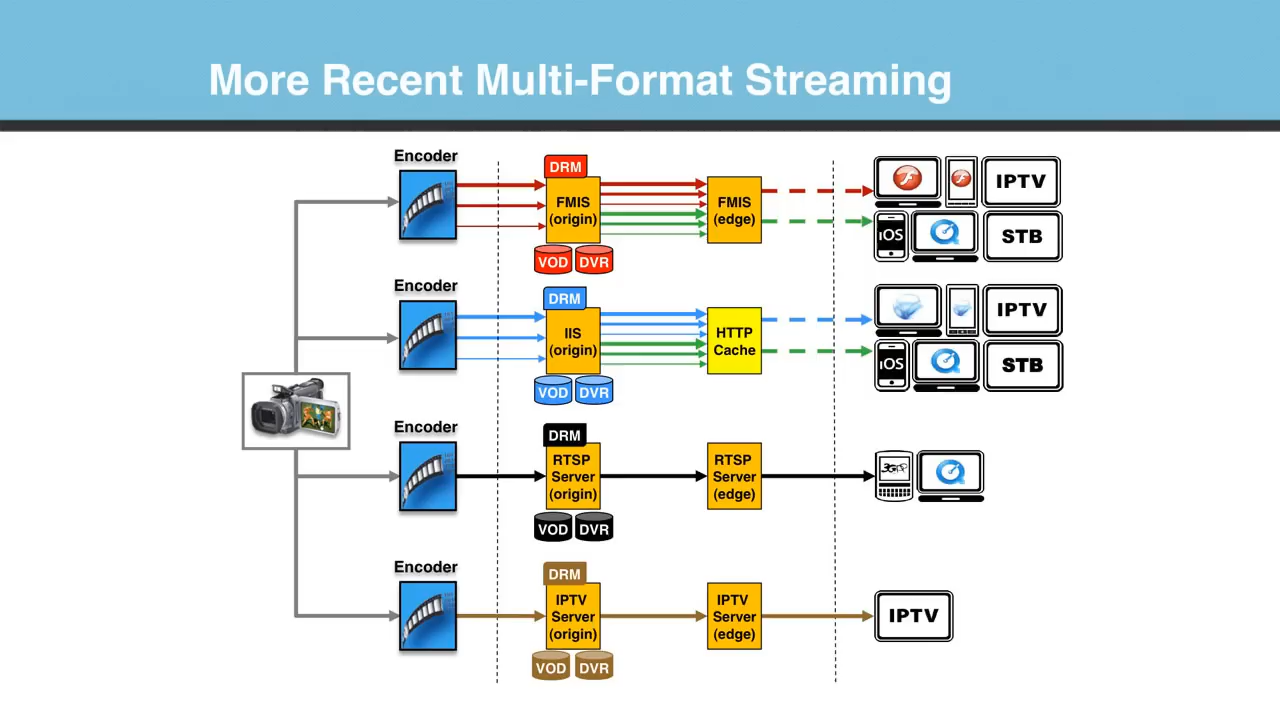 More Recent Multi-Format Streaming
Encoder
DRM
FMIS
(origin)
VOD
DVR
FMIS
(edge)
IPTV
iOS
STB
Encoder
DRM
IIS
(origin)
VOD
DVR
HTTP
Cache
IPTV
iOS
STB
Encoder
DRM
RTSP
Server
(origin)
VOD
DVR
RTSP
Server
(edge)
3GPP
Encoder
DRM
IPTV
Server
(origin)
VOD
DVR
IPTV
Server
(edge)
IPTV